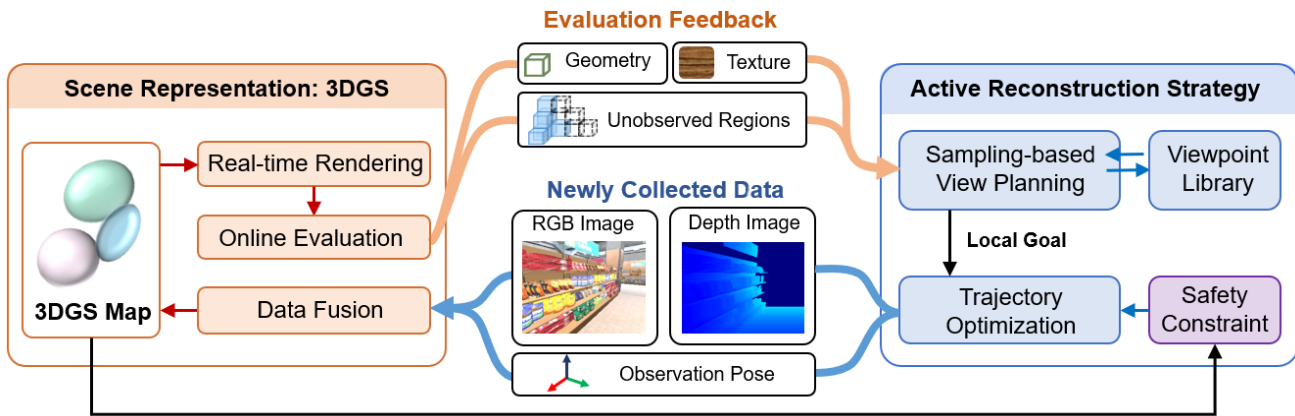 Evaluation Feedback
Geometry
Texture
Unobserved Regions
Scene Representation: 3DGS
Real-time Rendering
Online Evaluation
Data Fusion
3DGS Map
Newly Collected Data
RGB Image
Depth Image
Observation Pose
Active Reconstruction Strategy
Sampling-based
View Planning
Viewpoint
Library
Local Goal
Trajectory
Optimization
Safety
Constraint